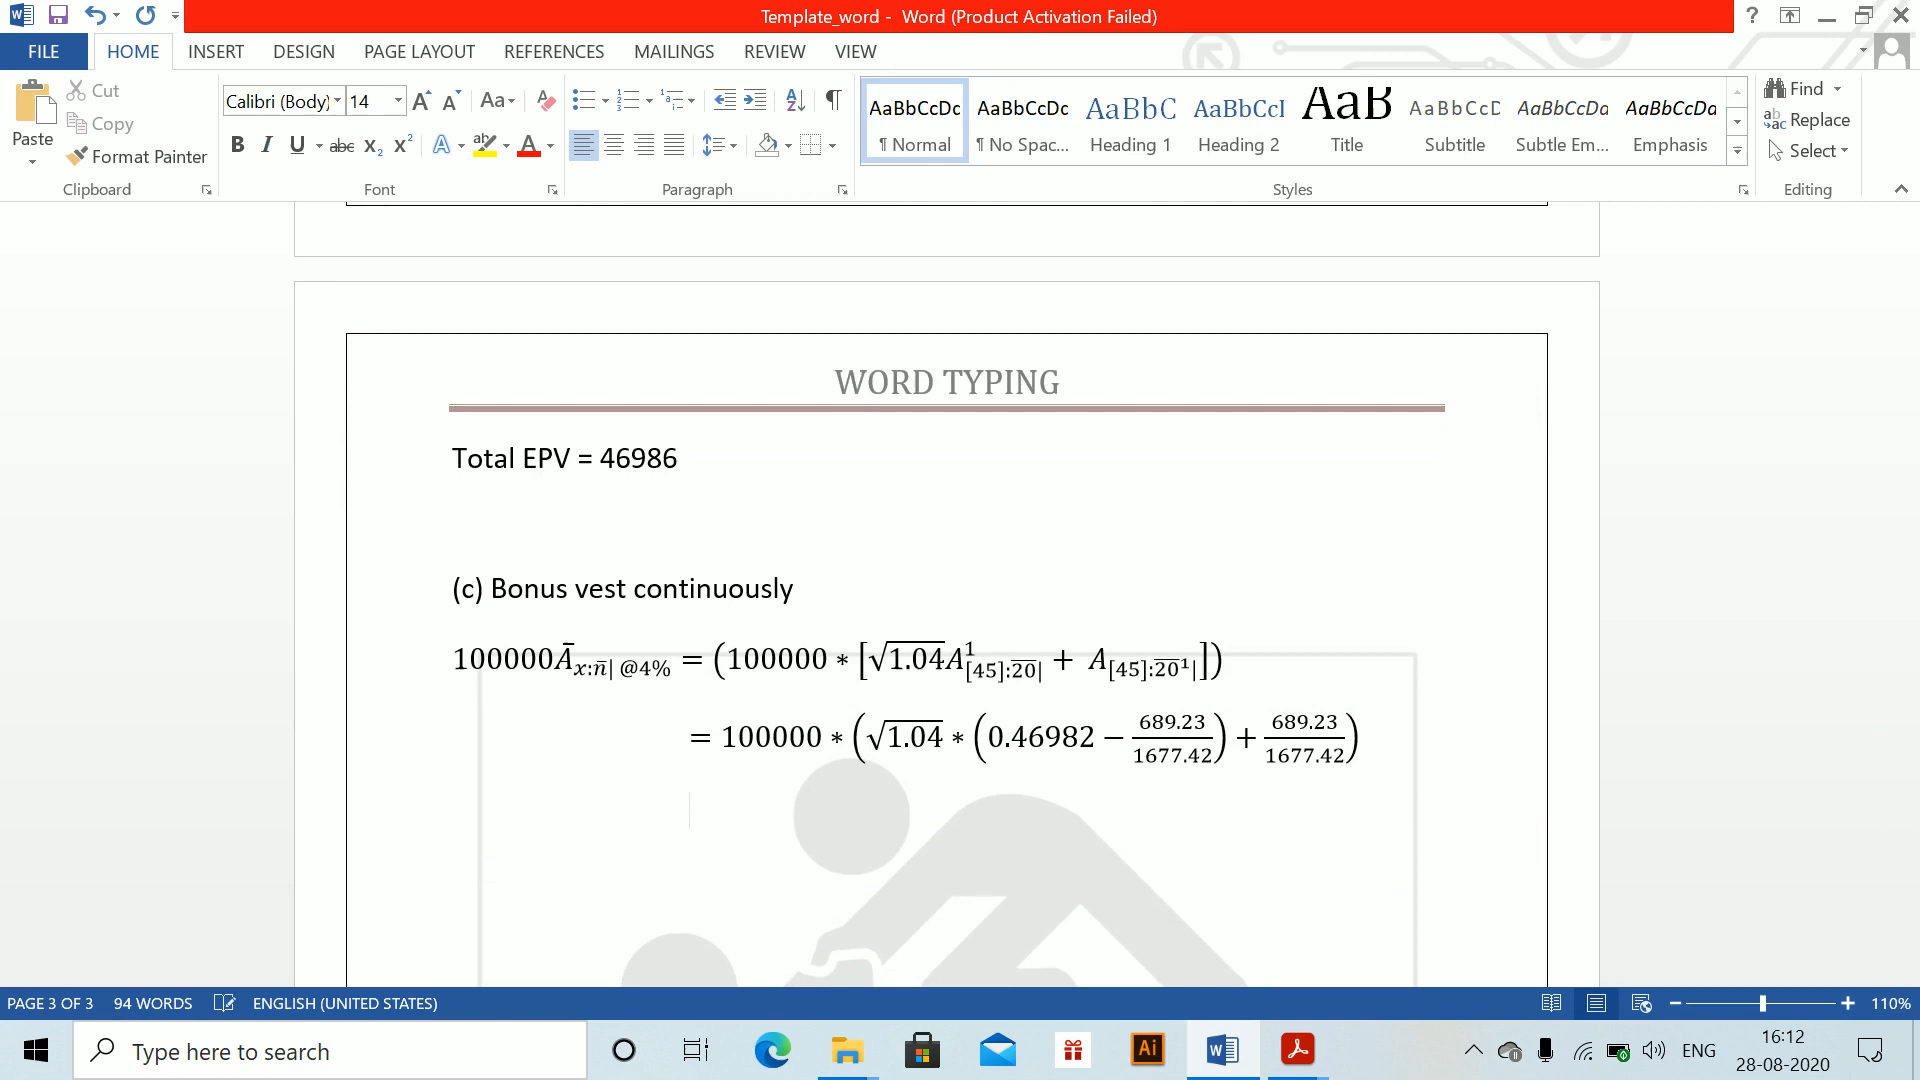 Template_word - Word (Product Activation Failed)
FILE HOME INSERT DESIGN PAGE LAYOUT REFERENCES MAILINGS REVIEW VIEW
Paste
Cut
Copy
Format Painter
Clipboard
Calibri (Body) 14
Font
Paragraph
AaBbCcDc AaBbCcDc AaBbC AaBbCcI AaB AaBbCcD AaBbCcDa AaBbCcDa
¶ Normal ¶ No Spac... Heading 1 Heading 2 Title Subtitle Subtle Em... Emphasis
Styles
Find
Replace
Select
Editing
WORD TYPING
Total EPV = 46986
(c) Bonus vest continuously
100000Ā_{x:n̄| @4%} = (100000 * [√1.04 A^1_{[45]:\overline{20}|} + A_{[45]:\overline{20}^1|}])
= 100000 * (√1.04 * (0.46982 − 689.23/1677.42) + 689.23/1677.42)
PAGE 3 OF 3 94 WORDS ENGLISH (UNITED STATES) 110%
Type here to search
Ai
ENG
16:12
28-08-2020